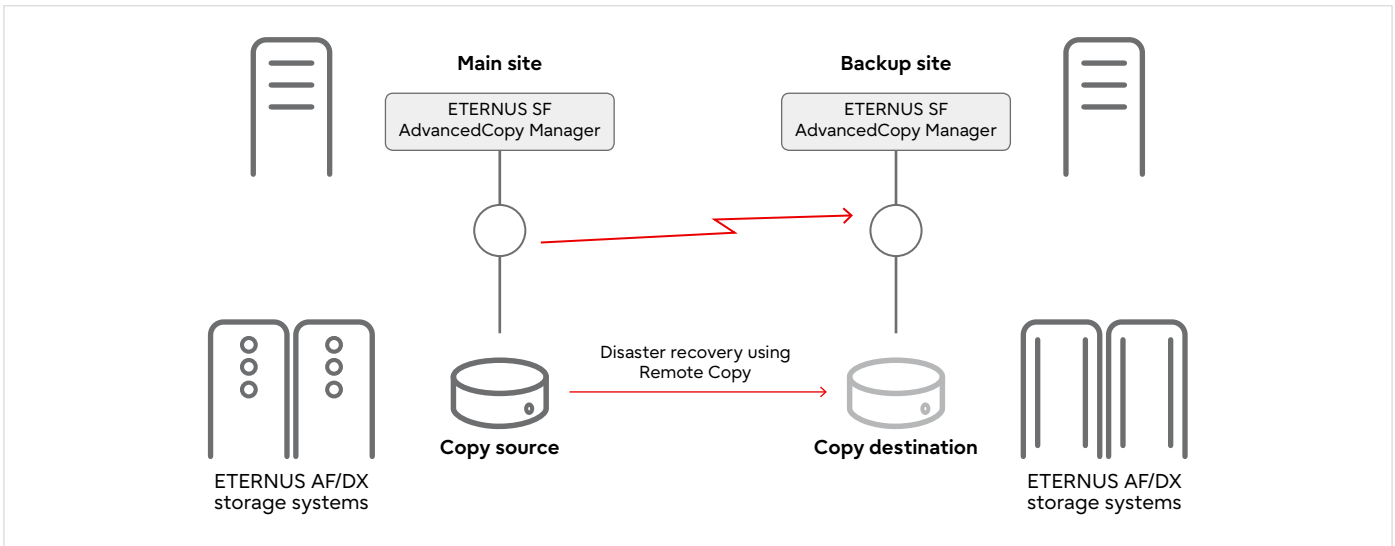 Main site
Backup site
ETERNUS SF
AdvancedCopy Manager
ETERNUS SF
AdvancedCopy Manager
Disaster recovery using
Remote Copy
Copy source
Copy destination
ETERNUS AF/DX
storage systems
ETERNUS AF/DX
storage systems